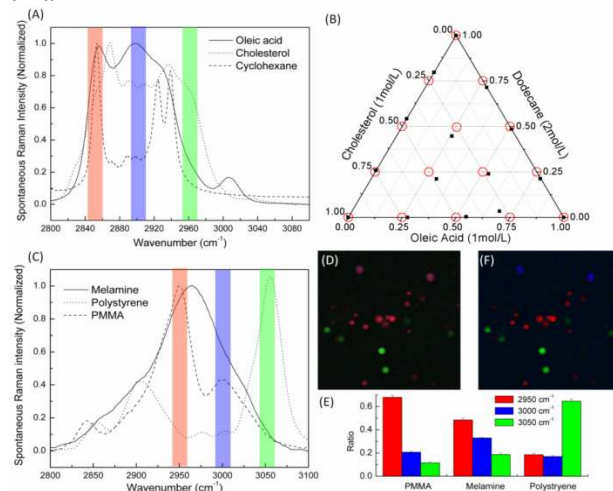 (A)
Spontaneous Raman Intensity (Normalized)
1.0
0.8
0.6
0.4
0.2
0.0
Oleic acid
Cholesterol
Cyclohexane
2800 2840 2880 2920 2960 3000 3040 3080
Wavenumber (cm-1)
(B)
0.00 1.00
0.25 0.75
0.50 0.50
0.75 0.25
1.00 0.00
0.00 0.25 0.50 0.75 1.00
Cholesterol (1mol/L)
Dodecane (2mol/L)
Oleic Acid (1mol/L)
(C)
Spontaneous Raman intensity (Normalized)
1.0
0.8
0.6
0.4
0.2
0.0
Melamine
Polystyrene
PMMA
2800 2850 2900 2950 3000 3050 3100
Wavenumber (cm-1)
(D)
(F)
(E)
Ratio
0.6
0.4
0.2
0.0
2950 cm-1
3000 cm-1
3050 cm-1
PMMA Melamine Polystyrene